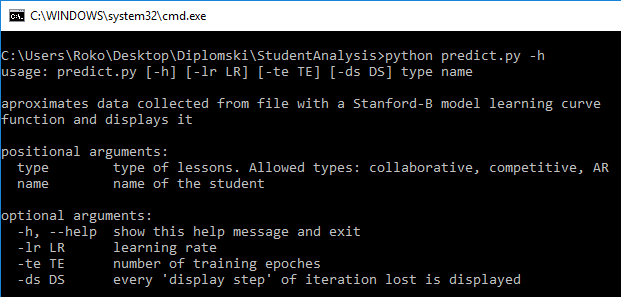 C:\WINDOWS\system32\cmd.exe
C:\Users\Roko\Desktop\Diplomski\StudentAnalysis>python predict.py -h
usage: predict.py [-h] [-lr LR] [-te TE] [-ds DS] type name
aproximates data collected from file with a Stanford-B model learning curve
function and displays it
positional arguments:
type type of lessons. Allowed types: collaborative, competitive, AR
name name of the student
optional arguments:
-h, --help show this help message and exit
-lr LR learning rate
-te TE number of training epoches
-ds DS every 'display step' of iteration lost is displayed